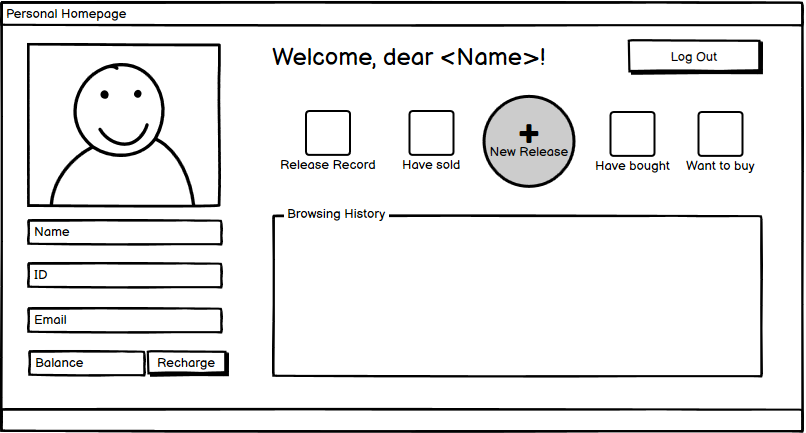 Personal Homepage
Welcome, dear <Name>!
Log Out
Release Record
Have sold
New Release
Have bought
Want to buy
Browsing History
Name
ID
Email
Balance
Recharge